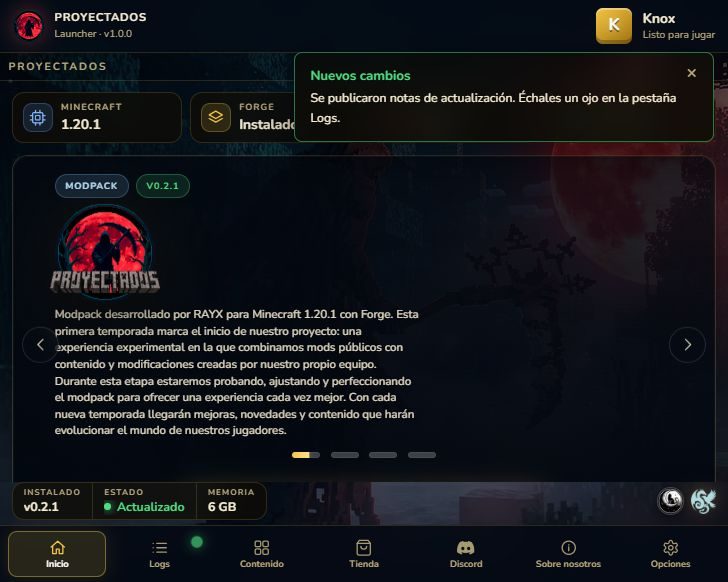 PROYECTADOS
Launcher · v1.0.0
K
Knox
Listo para jugar
PROYECTADOS
Nuevos cambios
Se publicaron notas de actualización. Échales un ojo en la pestaña
Logs.
MINECRAFT
1.20.1
FORGE
Instalado
MODPACK
V0.2.1
PROYECTADOS
Modpack desarrollado por RAYX para Minecraft 1.20.1 con Forge. Esta
primera temporada marca el inicio de nuestro proyecto: una
experiencia experimental en la que combinamos mods públicos con
contenido y modificaciones creadas por nuestro propio equipo.
Durante esta etapa estaremos probando, ajustando y perfeccionando
el modpack para ofrecer una experiencia cada vez mejor. Con cada
nueva temporada llegarán mejoras, novedades y contenido que harán
evolucionar el mundo de nuestros jugadores.
INSTALADO
v0.2.1
ESTADO
Actualizado
MEMORIA
6 GB
Inicio
Logs
Contenido
Tienda
Discord
Sobre nosotros
Opciones